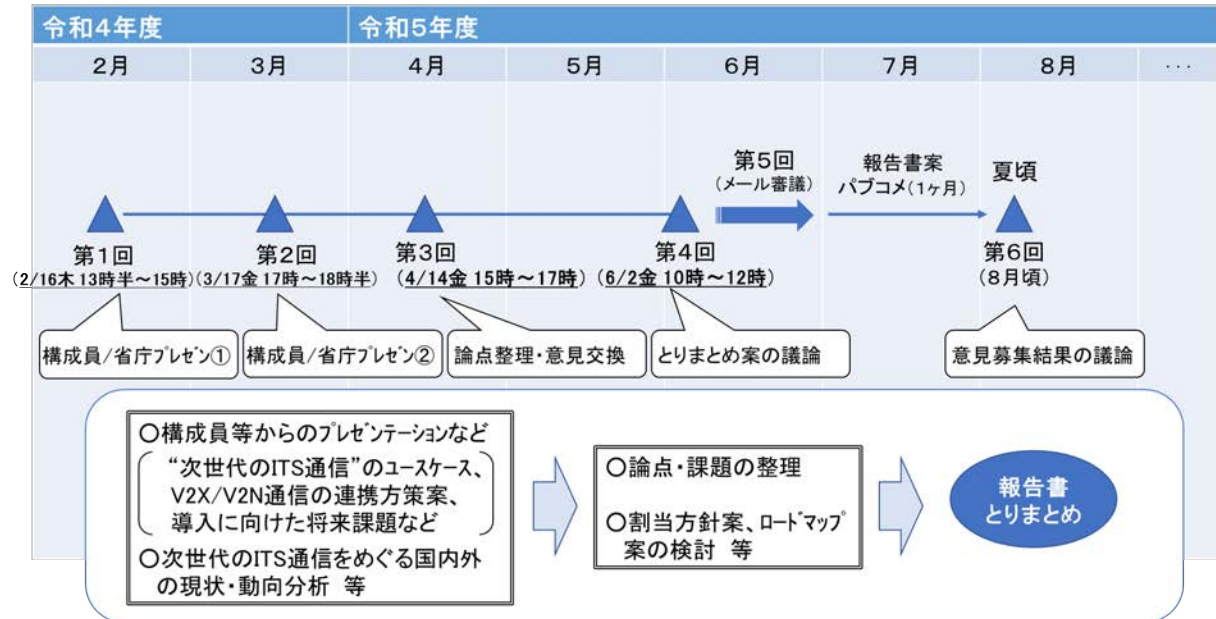 令和4年度
令和5年度
2月
3月
4月
5月
6月
7月
8月
・・・
第5回
(メール審議)
報告書案
パブコメ(1ヶ月)
夏頃
第1回
(2/16木 13時半～15時)
第2回
(3/17金 17時～18時半)
第3回
(4/14金 15時～17時)
第4回
(6/2金 10時～12時)
第6回
(8月頃)
構成員/省庁プレゼン①
構成員/省庁プレゼン②
論点整理・意見交換
とりまとめ案の議論
意見募集結果の議論
○構成員等からのプレゼンテーションなど
“次世代のITS通信”のユースケース、
V2X/V2N通信の連携方策案、
導入に向けた将来課題など
○次世代のITS通信をめぐる国内外
の現状・動向分析 等
○論点・課題の整理
○割当方針案、ロードマップ
案の検討 等
報告書
とりまとめ